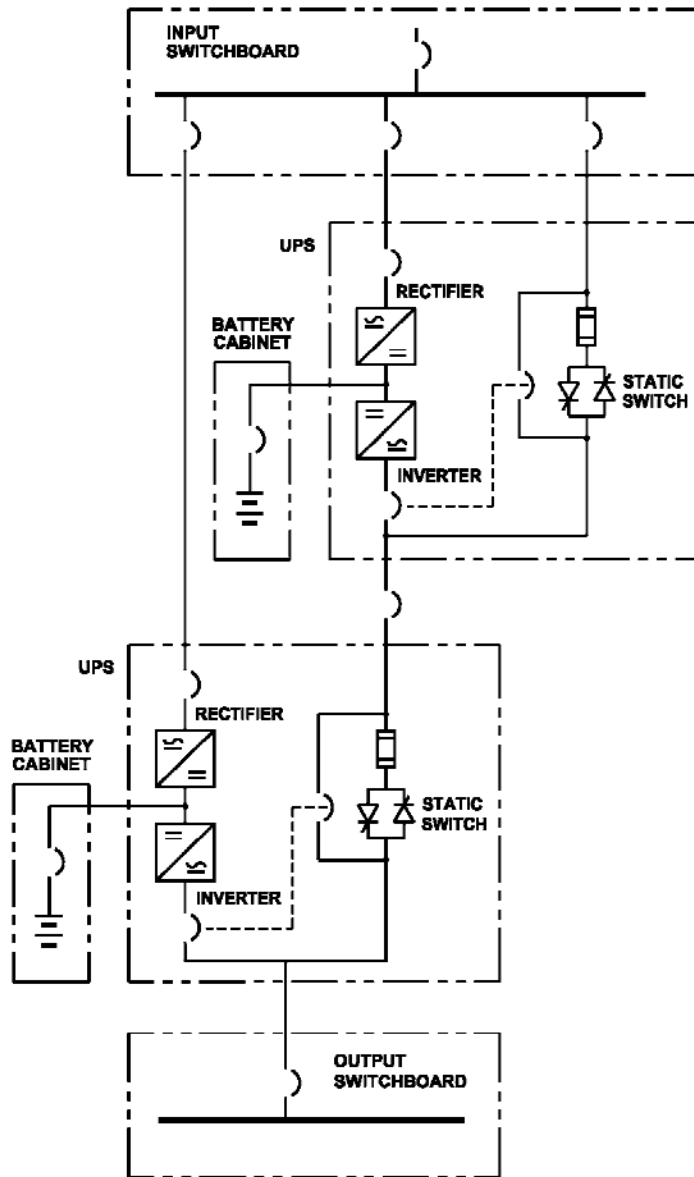 INPUT
SWITCHBOARD
UPS
RECTIFIER
BATTERY
CABINET
STATIC
SWITCH
INVERTER
UPS
RECTIFIER
BATTERY
CABINET
STATIC
SWITCH
INVERTER
OUTPUT
SWITCHBOARD